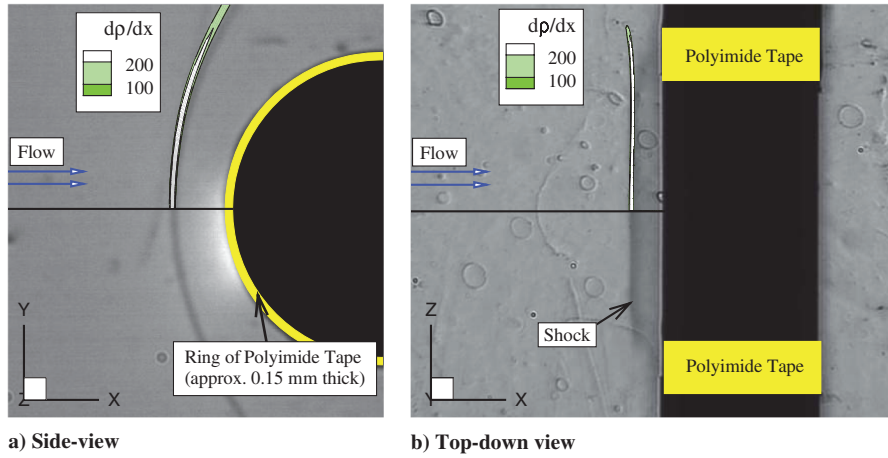 dρ/dx
200
100
Flow
Y
Z
X
Ring of Polyimide Tape
(approx. 0.15 mm thick)
a) Side-view
dρ/dx
200
100
Polyimide Tape
Flow
Z
Y
X
Shock
Polyimide Tape
b) Top-down view